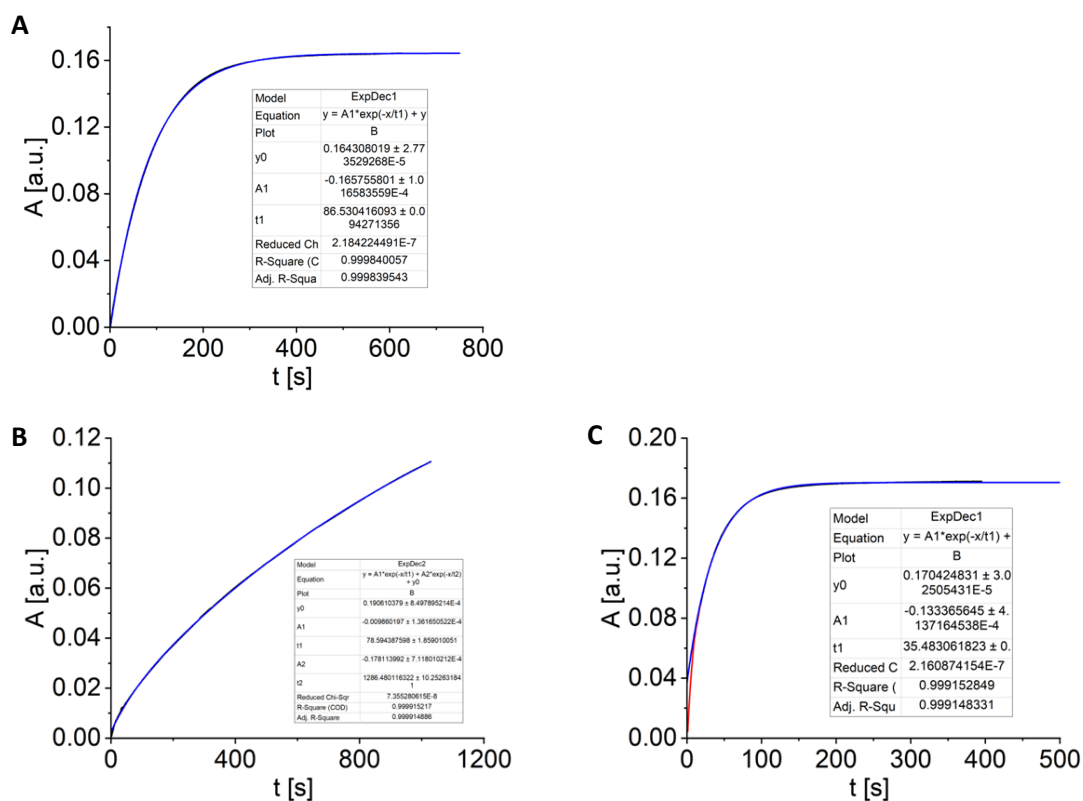 A
0.16
0.12
0.08
0.04
0.00
A [a.u.]
0 200 400 600 800
t [s]
Model ExpDec1
Equation y = A1*exp(-x/t1) + y
Plot B
y0 0.164308019 ± 2.77
3529268E-5
A1 -0.165755801 ± 1.0
16583559E-4
t1 86.530416093 ± 0.0
94271356
Reduced Ch 2.184224491E-7
R-Square (C 0.999840057
Adj. R-Squa 0.999839543
B
0.12
0.10
0.08
0.06
0.04
0.02
0.00
A [a.u.]
0 400 800 1200
t [s]
Model ExpDec2
Equation y = A1*exp(-x/t1) + A2*exp(-x/t2)
+ y0
Plot B
y0 0.190610379 ± 8.497895214E-4
A1 -0.009860197 ± 1.361650522E-4
t1 78.594387598 ± 1.859010051
A2 -0.178113992 ± 7.118010212E-4
t2 1286.480116322 ± 10.25263184
1
Reduced Chi-Sqr 7.355280615E-8
R-Square (COD) 0.999915217
Adj. R-Square 0.999914886
C
0.20
0.16
0.12
0.08
0.04
0.00
A [a.u.]
0 100 200 300 400 500
t [s]
Model ExpDec1
Equation y = A1*exp(-x/t1) +
Plot B
y0 0.170424831 ± 3.0
2505431E-5
A1 -0.133365645 ± 4.
137164538E-4
t1 35.483061823 ± 0.
Reduced C 2.160874154E-7
R-Square ( 0.999152849
Adj. R-Squ 0.999148331